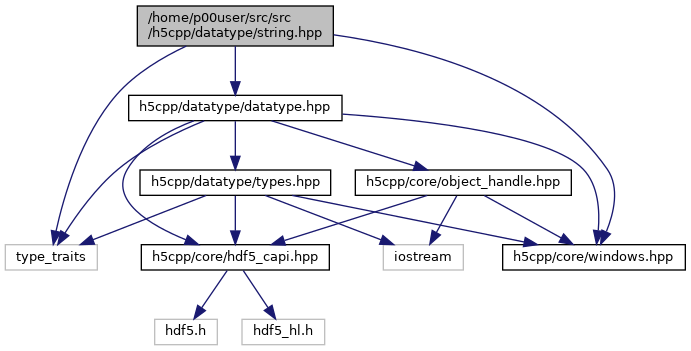 /home/p00user/src/src
/h5cpp/datatype/string.hpp
h5cpp/datatype/datatype.hpp
h5cpp/datatype/types.hpp
h5cpp/core/object_handle.hpp
type_traits
h5cpp/core/hdf5_capi.hpp
iostream
h5cpp/core/windows.hpp
hdf5.h
hdf5_hl.h